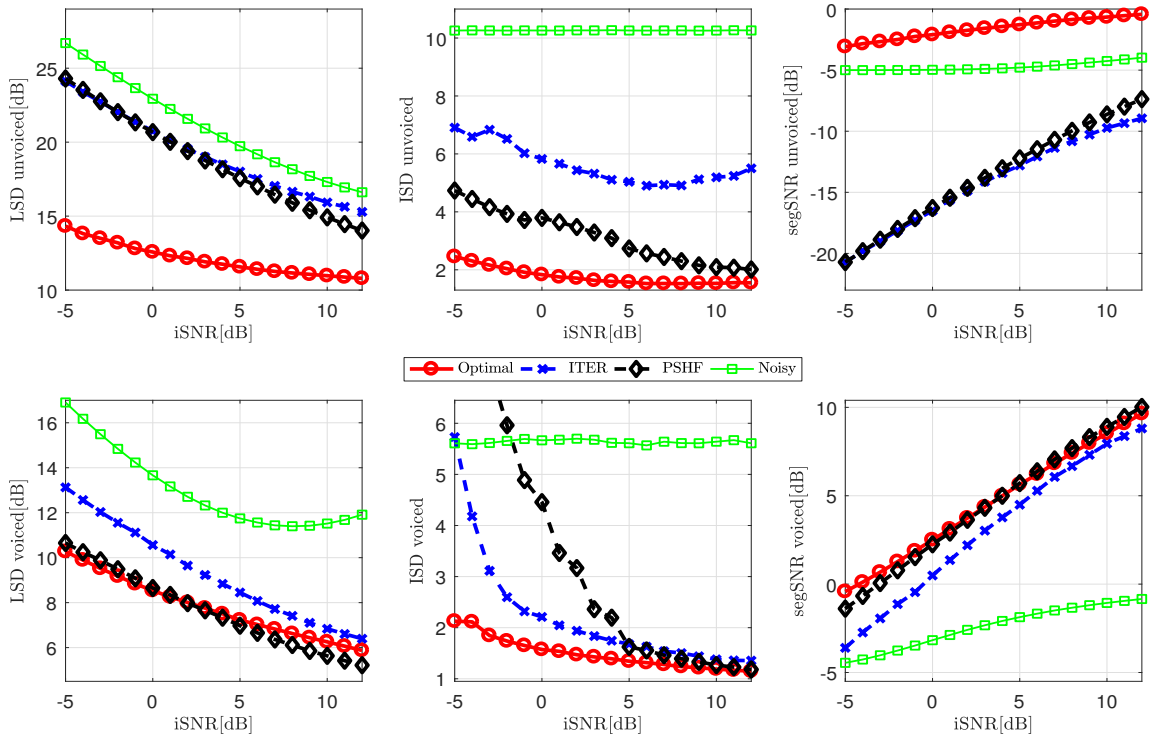 LSD unvoiced[dB]
25
20
15
10
-5 0 5 10
iSNR[dB]
ISD unvoiced
10
8
6
4
2
-5 0 5 10
iSNR[dB]
segSNR unvoiced[dB]
0
-5
-10
-15
-20
-5 0 5 10
iSNR[dB]
Optimal ITER PSHF Noisy
LSD voiced[dB]
16
14
12
10
8
6
-5 0 5 10
iSNR[dB]
ISD voiced
6
5
4
3
2
1
-5 0 5 10
iSNR[dB]
segSNR voiced[dB]
10
5
0
-5
-5 0 5 10
iSNR[dB]